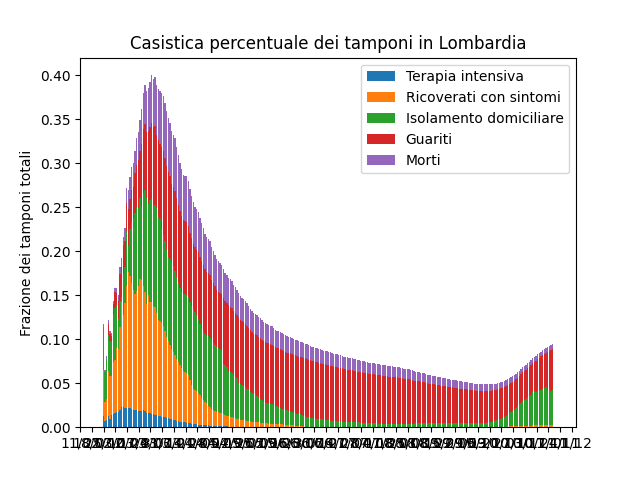 Casistica percentuale dei tamponi in Lombardia
Terapia intensiva
Ricoverati con sintomi
Isolamento domiciliare
Guariti
Morti
Frazione dei tamponi totali
0.40
0.35
0.30
0.25
0.20
0.15
0.10
0.05
0.00